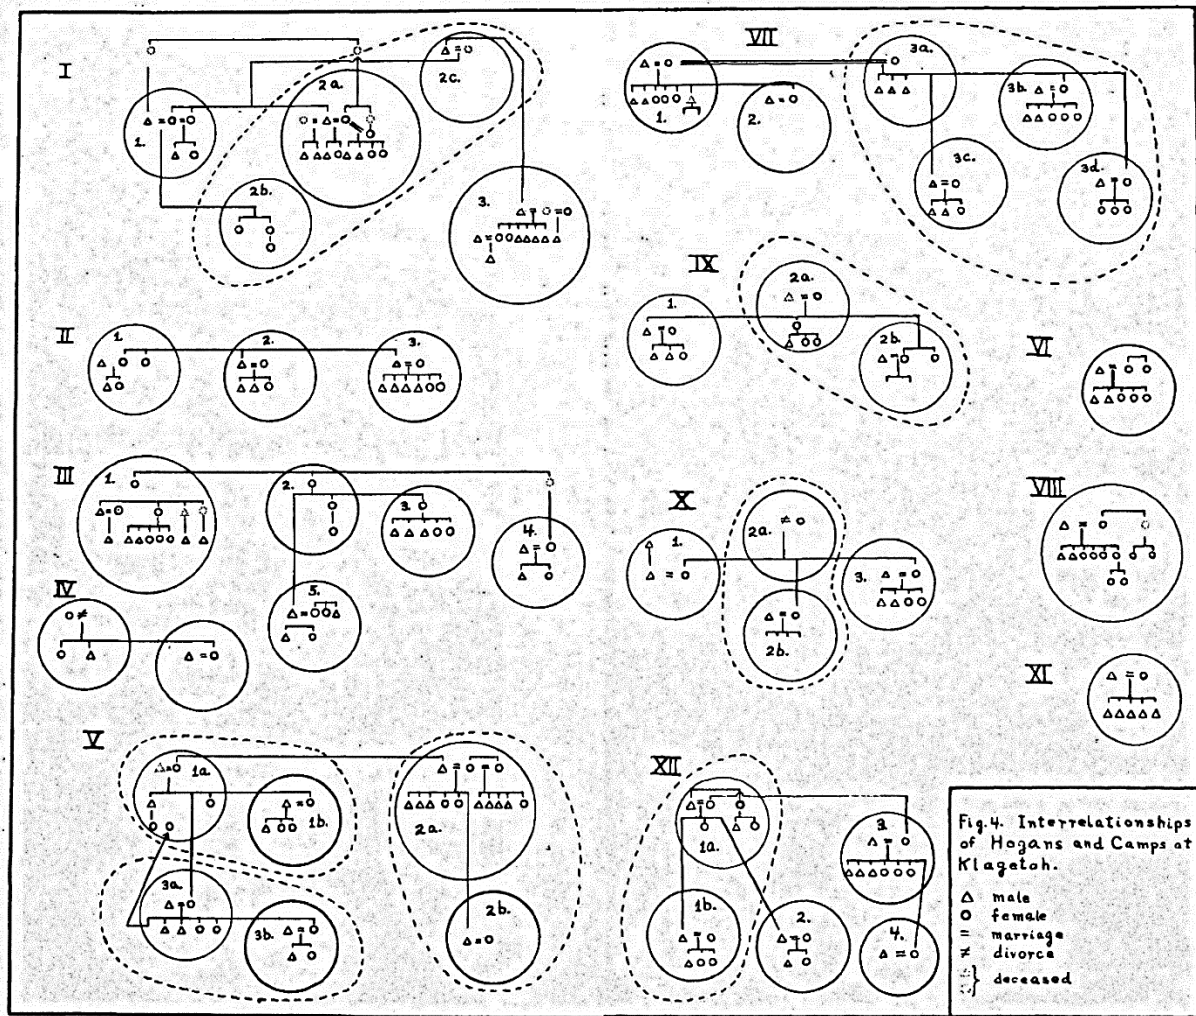 I
2a.
2c.
1.
2b.
3.
VII
3a.
3b.
1.
2.
3c.
3d.
II
1.
2.
3.
IX
1.
2a.
2b.
VI
III
1.
2.
3.
4.
5.
IV
X
1.
2a.
3.
2b.
VIII
XI
V
1a.
1b.
2a.
3a.
3b.
2b.
XII
1a.
3
1b.
2.
4.
Fig. 4. Interrelationships
of Hogans and Camps at
Klagetoh.
△ male
○ female
= marriage
≠ divorce
} deceased